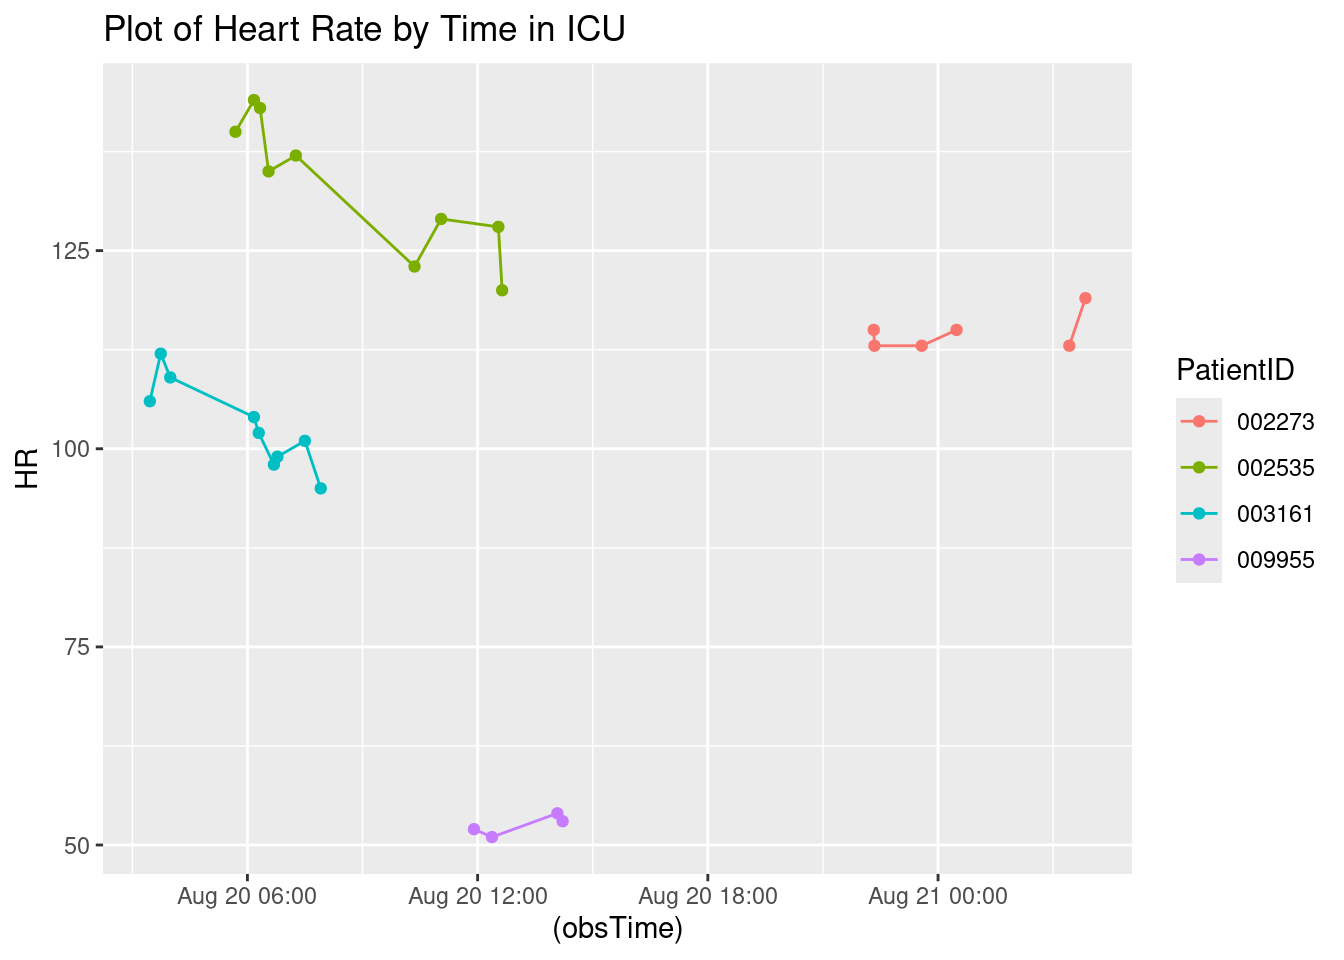 Plot of Heart Rate by Time in ICU
125
100
75
50
HR
Aug 20 06:00 Aug 20 12:00 Aug 20 18:00 Aug 21 00:00
(obsTime)
PatientID
002273
002535
003161
009955